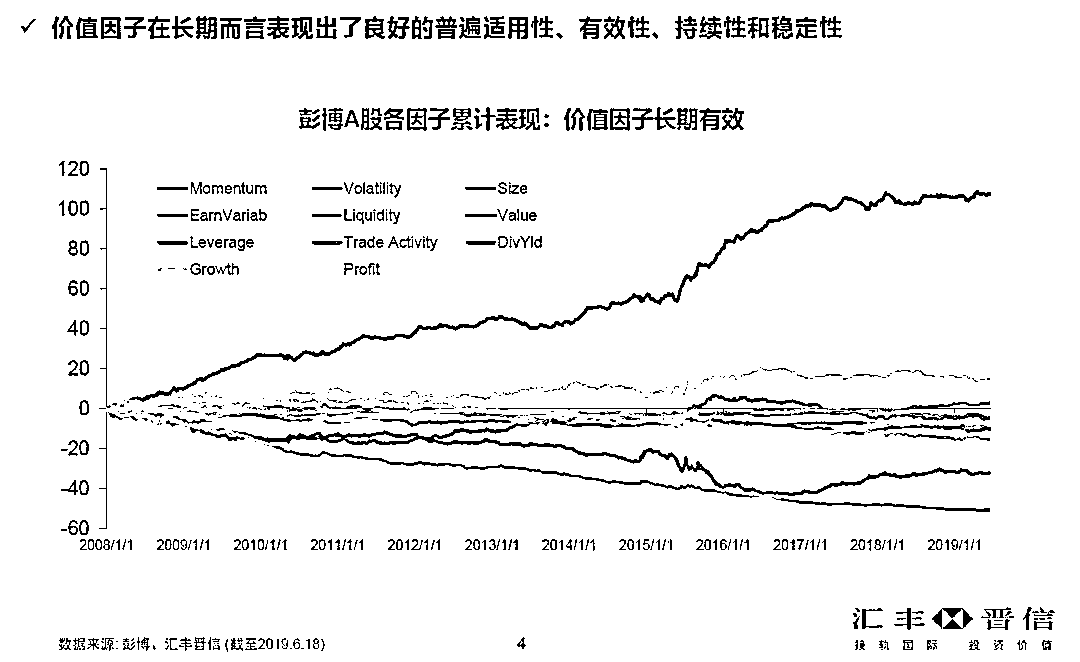 ✓ 价值因子在长期而言表现出了良好的普遍适用性、有效性、持续性和稳定性
彭博A股各因子累计表现：价值因子长期有效
120
100
80
60
40
20
0
-20
-40
-60
Momentum Volatility Size
EarnVariab Liquidity Value
Leverage Trade Activity DivYld
Growth Profit
2008/1/1 2009/1/1 2010/1/1 2011/1/1 2012/1/1 2013/1/1 2014/1/1 2015/1/1 2016/1/1 2017/1/1 2018/1/1 2019/1/1
汇丰晋信
接轨国际 投资价值
数据来源: 彭博、汇丰晋信 (截至2019.6.18)
4